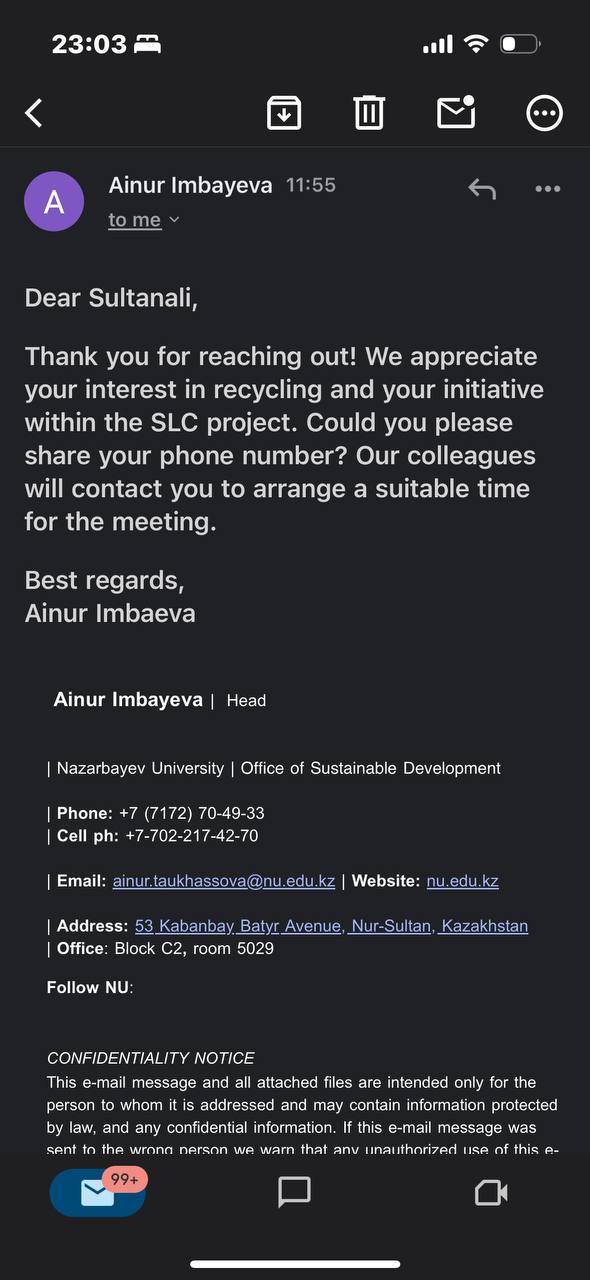 23:03
Ainur Imbayeva 11:55
to me
A
Dear Sultanali,
Thank you for reaching out! We appreciate
your interest in recycling and your initiative
within the SLC project. Could you please
share your phone number? Our colleagues
will contact you to arrange a suitable time
for the meeting.
Best regards,
Ainur Imbaeva
Ainur Imbayeva | Head
| Nazarbayev University | Office of Sustainable Development
| Phone: +7 (7172) 70-49-33
| Cell ph: +7-702-217-42-70
| Email: ainur.taukhassova@nu.edu.kz | Website: nu.edu.kz
| Address: 53 Kabanbay Batyr Avenue, Nur-Sultan, Kazakhstan
| Office: Block C2, room 5029
Follow NU:
CONFIDENTIALITY NOTICE
This e-mail message and all attached files are intended only for the
person to whom it is addressed and may contain information protected
by law, and any confidential information. If this e-mail message was
sent to the wrong person we warn that any unauthorized use of this e-
99+